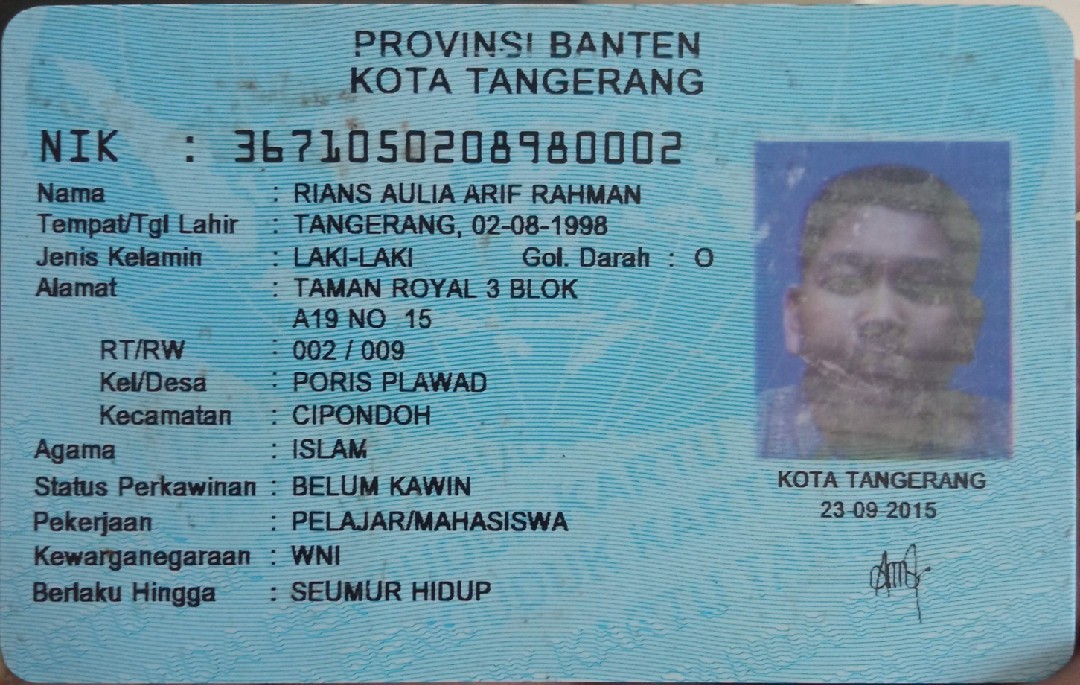 PROVINSI BANTEN
KOTA TANGERANG
NIK : 3671050208980002
Nama : RIANS AULIA ARIF RAHMAN
Tempat/Tgl Lahir : TANGERANG, 02-08-1998
Jenis Kelamin : LAKI-LAKI Gol. Darah : O
Alamat : TAMAN ROYAL 3 BLOK
A19 NO 15
RT/RW : 002 / 009
Kel/Desa : PORIS PLAWAD
Kecamatan : CIPONDOH
Agama : ISLAM
Status Perkawinan : BELUM KAWIN
Pekerjaan : PELAJAR/MAHASISWA
Kewarganegaraan : WNI
Berlaku Hingga : SEUMUR HIDUP
KOTA TANGERANG
23-09-2015